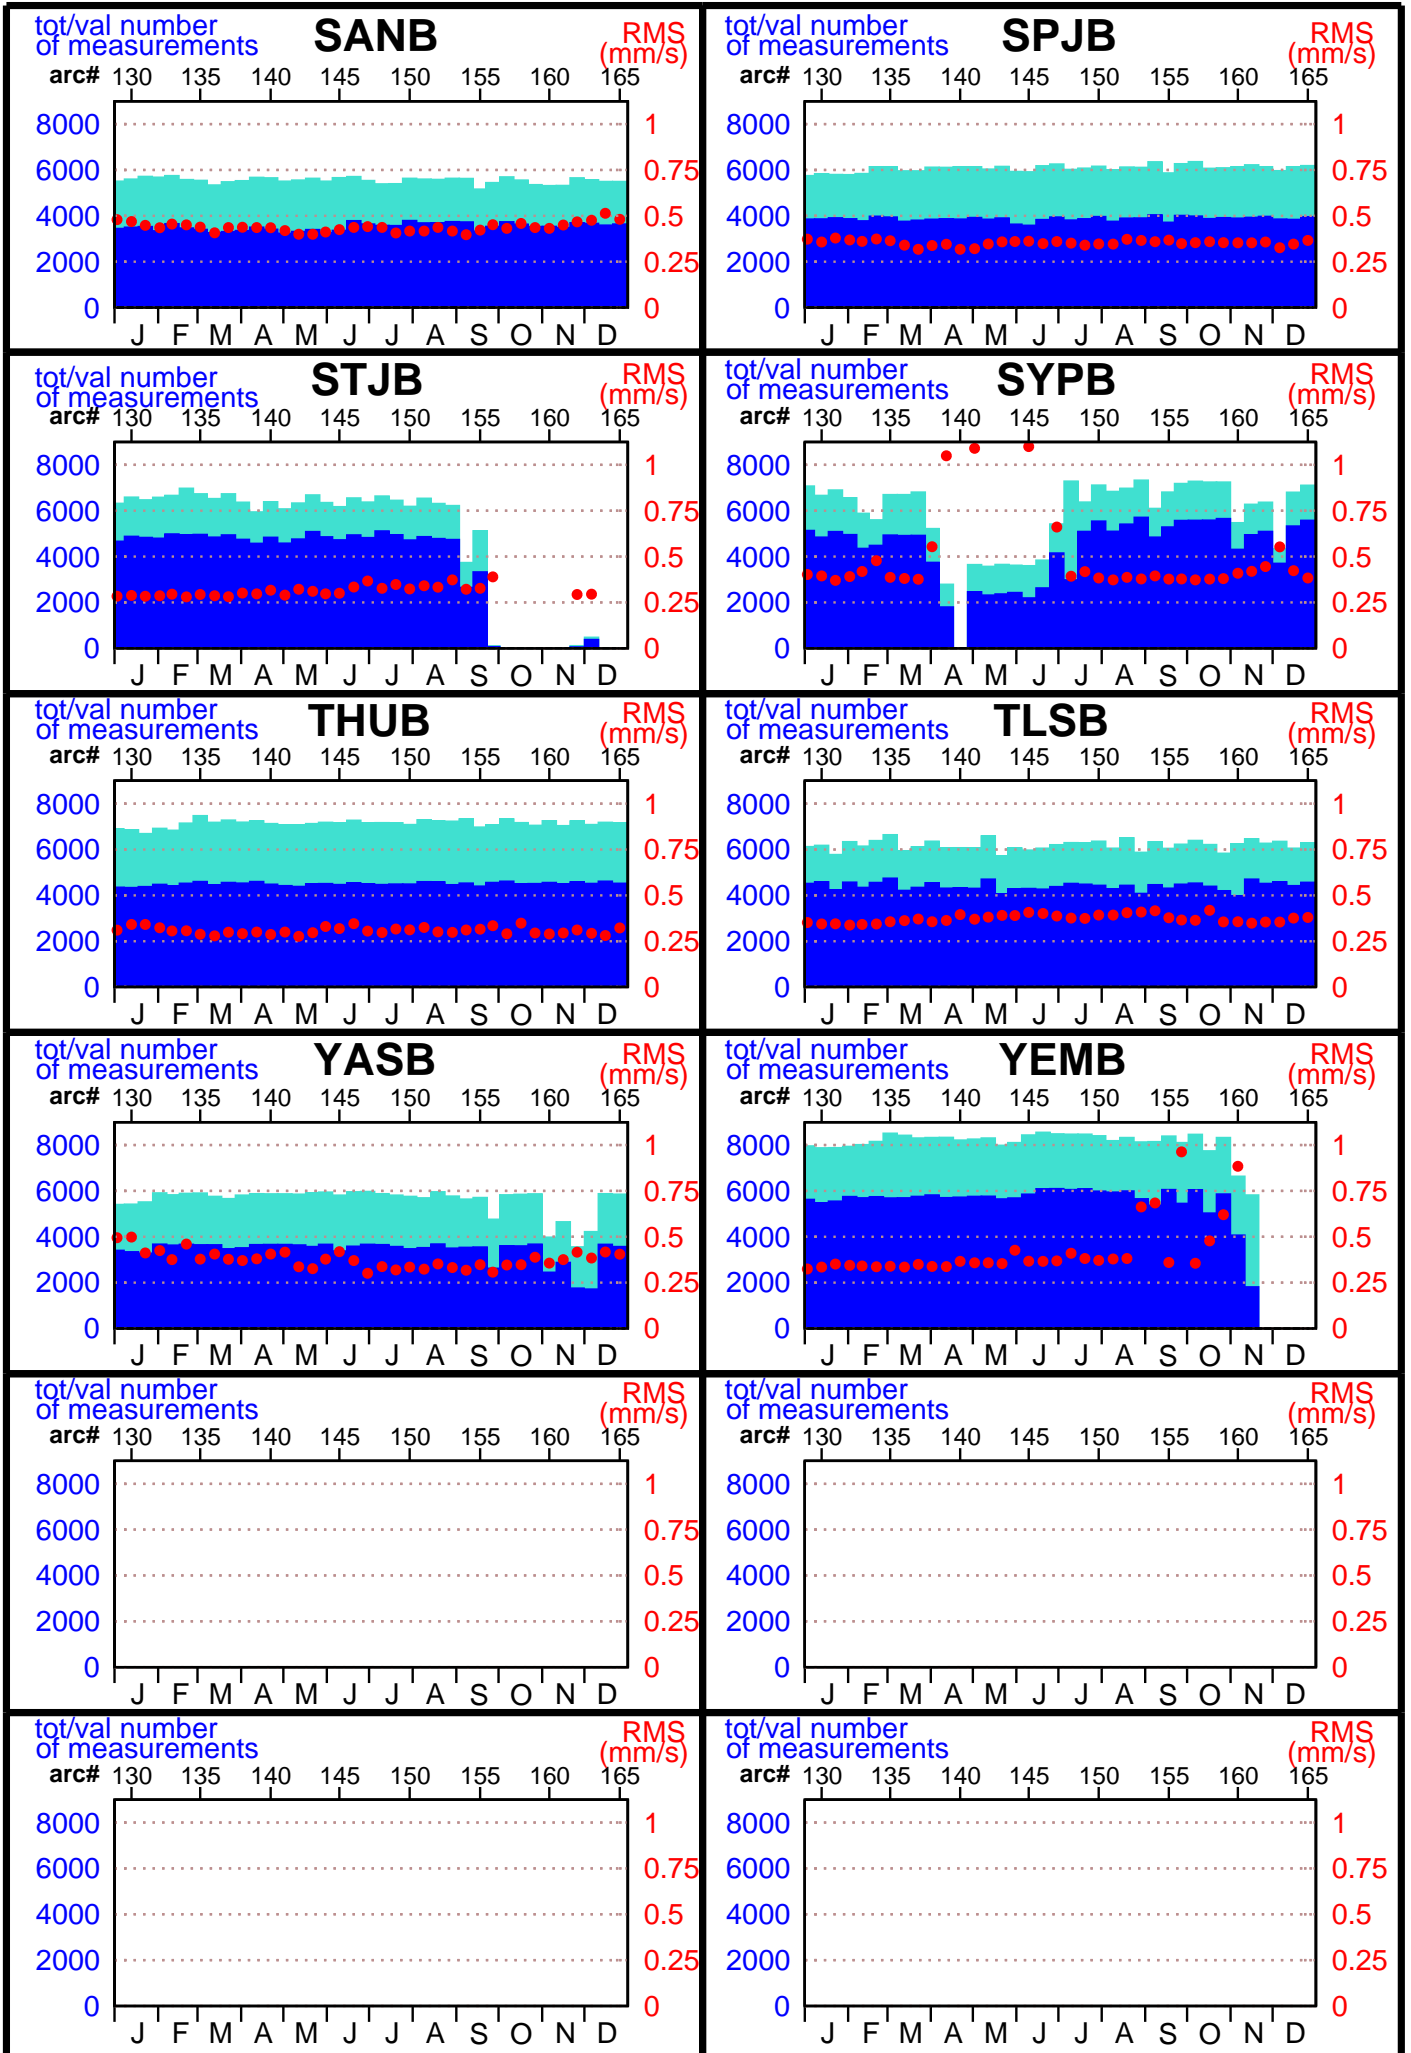 tot/val number SANB RMS
of measurements (mm/s)
arc# 130 135 140 145 150 155 160 165
8000 1
6000 0.75
4000 0.5
2000 0.25
0 0
J F M A M J J A S O N D
tot/val number SPJB RMS
of measurements (mm/s)
arc# 130 135 140 145 150 155 160 165
8000 1
6000 0.75
4000 0.5
2000 0.25
0 0
J F M A M J J A S O N D
tot/val number STJB RMS
of measurements (mm/s)
arc# 130 135 140 145 150 155 160 165
8000 1
6000 0.75
4000 0.5
2000 0.25
0 0
J F M A M J J A S O N D
tot/val number SYPB RMS
of measurements (mm/s)
arc# 130 135 140 145 150 155 160 165
8000 1
6000 0.75
4000 0.5
2000 0.25
0 0
J F M A M J J A S O N D
tot/val number THUB RMS
of measurements (mm/s)
arc# 130 135 140 145 150 155 160 165
8000 1
6000 0.75
4000 0.5
2000 0.25
0 0
J F M A M J J A S O N D
tot/val number TLSB RMS
of measurements (mm/s)
arc# 130 135 140 145 150 155 160 165
8000 1
6000 0.75
4000 0.5
2000 0.25
0 0
J F M A M J J A S O N D
tot/val number YASB RMS
of measurements (mm/s)
arc# 130 135 140 145 150 155 160 165
8000 1
6000 0.75
4000 0.5
2000 0.25
0 0
J F M A M J J A S O N D
tot/val number YEMB RMS
of measurements (mm/s)
arc# 130 135 140 145 150 155 160 165
8000 1
6000 0.75
4000 0.5
2000 0.25
0 0
J F M A M J J A S O N D
tot/val number RMS
of measurements (mm/s)
arc# 130 135 140 145 150 155 160 165
8000 1
6000 0.75
4000 0.5
2000 0.25
0 0
J F M A M J J A S O N D
tot/val number RMS
of measurements (mm/s)
arc# 130 135 140 145 150 155 160 165
8000 1
6000 0.75
4000 0.5
2000 0.25
0 0
J F M A M J J A S O N D
tot/val number RMS
of measurements (mm/s)
arc# 130 135 140 145 150 155 160 165
8000 1
6000 0.75
4000 0.5
2000 0.25
0 0
J F M A M J J A S O N D
tot/val number RMS
of measurements (mm/s)
arc# 130 135 140 145 150 155 160 165
8000 1
6000 0.75
4000 0.5
2000 0.25
0 0
J F M A M J J A S O N D